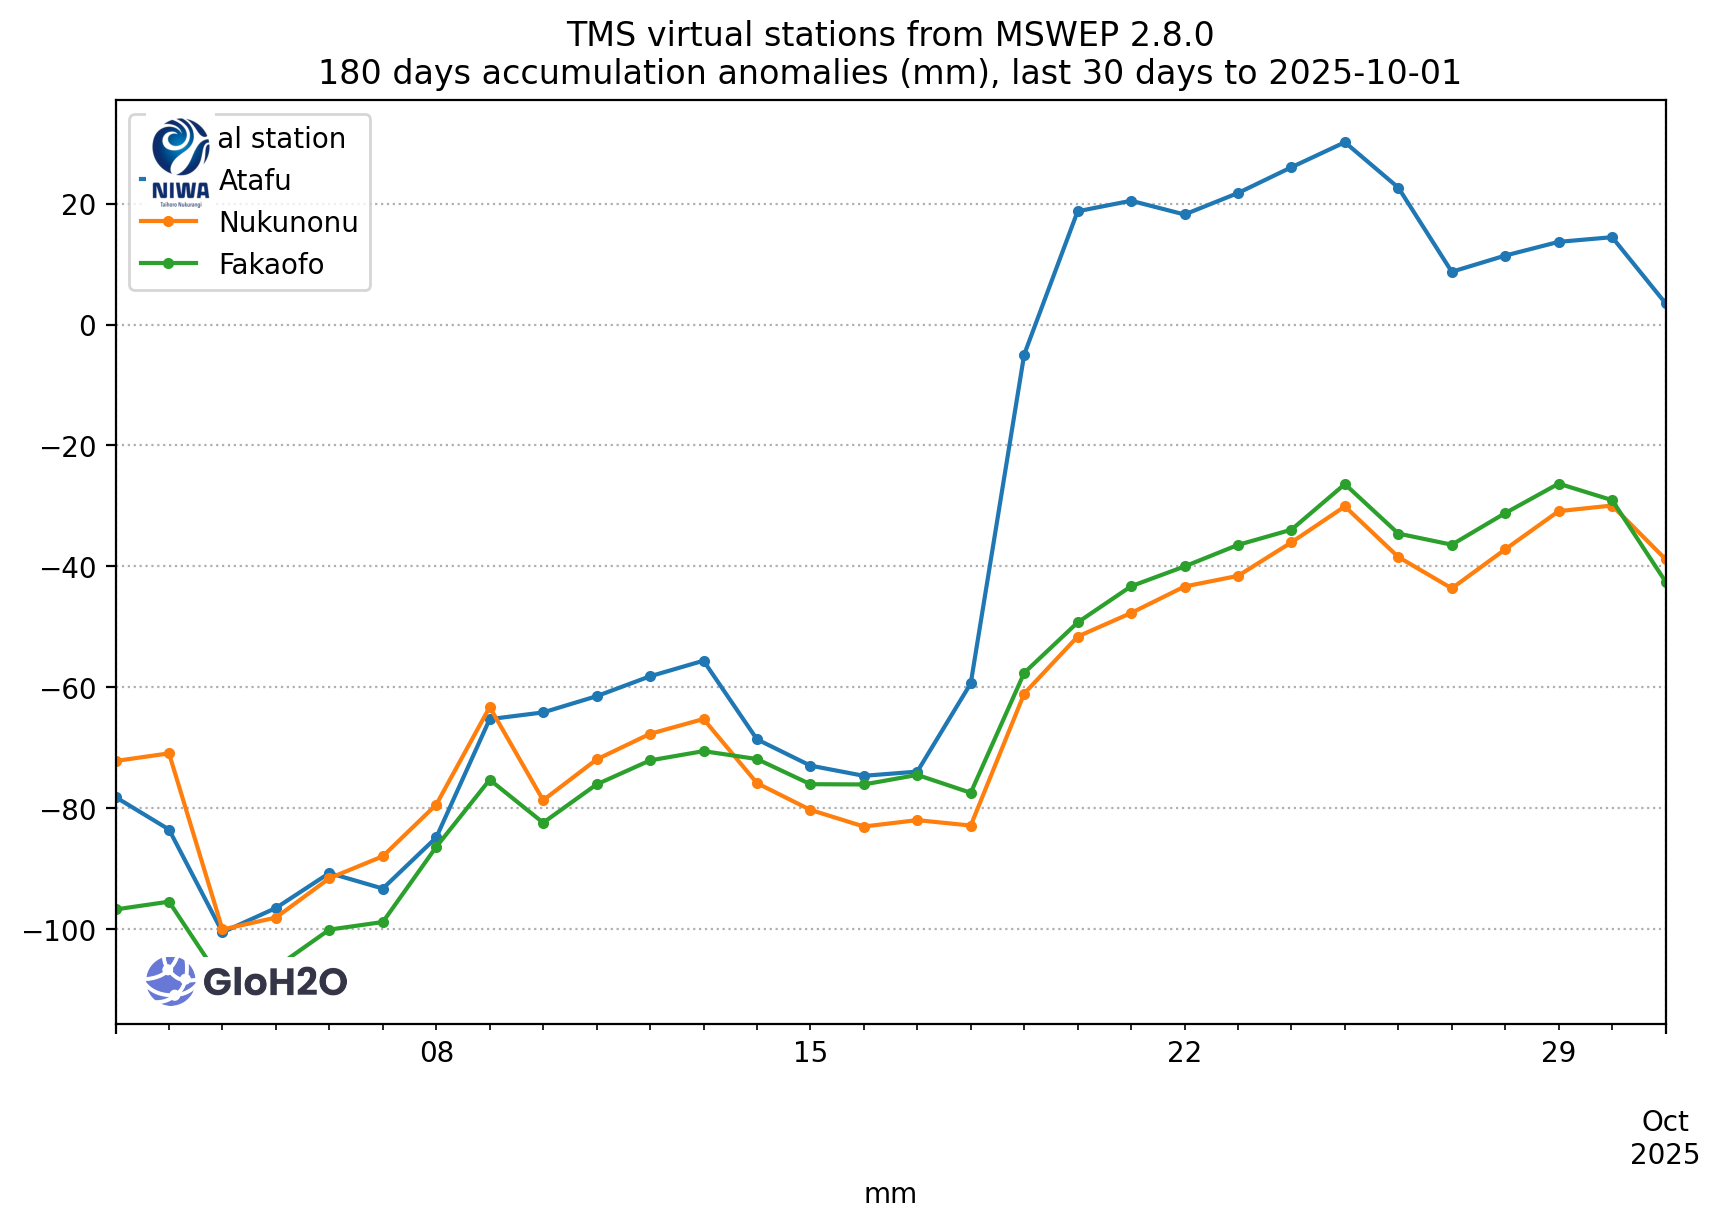 TMS virtual stations from MSWEP 2.8.0
180 days accumulation anomalies (mm), last 30 days to 2025-10-01
al station
NIWA
Taihoro Nukurangi
Atafu
Nukunonu
Fakaofo
20
0
−20
−40
−60
−80
−100
GloH2O
08 15 22 29
Oct
2025
mm